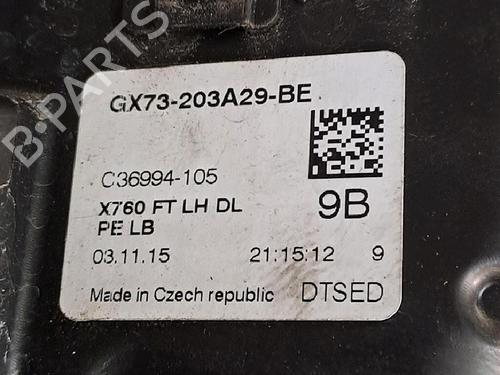 B-PARTS
GX73-203A29-BE
C36994-105
X760 FT LH DL
PE LB
9B
03.11.15 21:15:12 9
Made in Czech republic DTSED